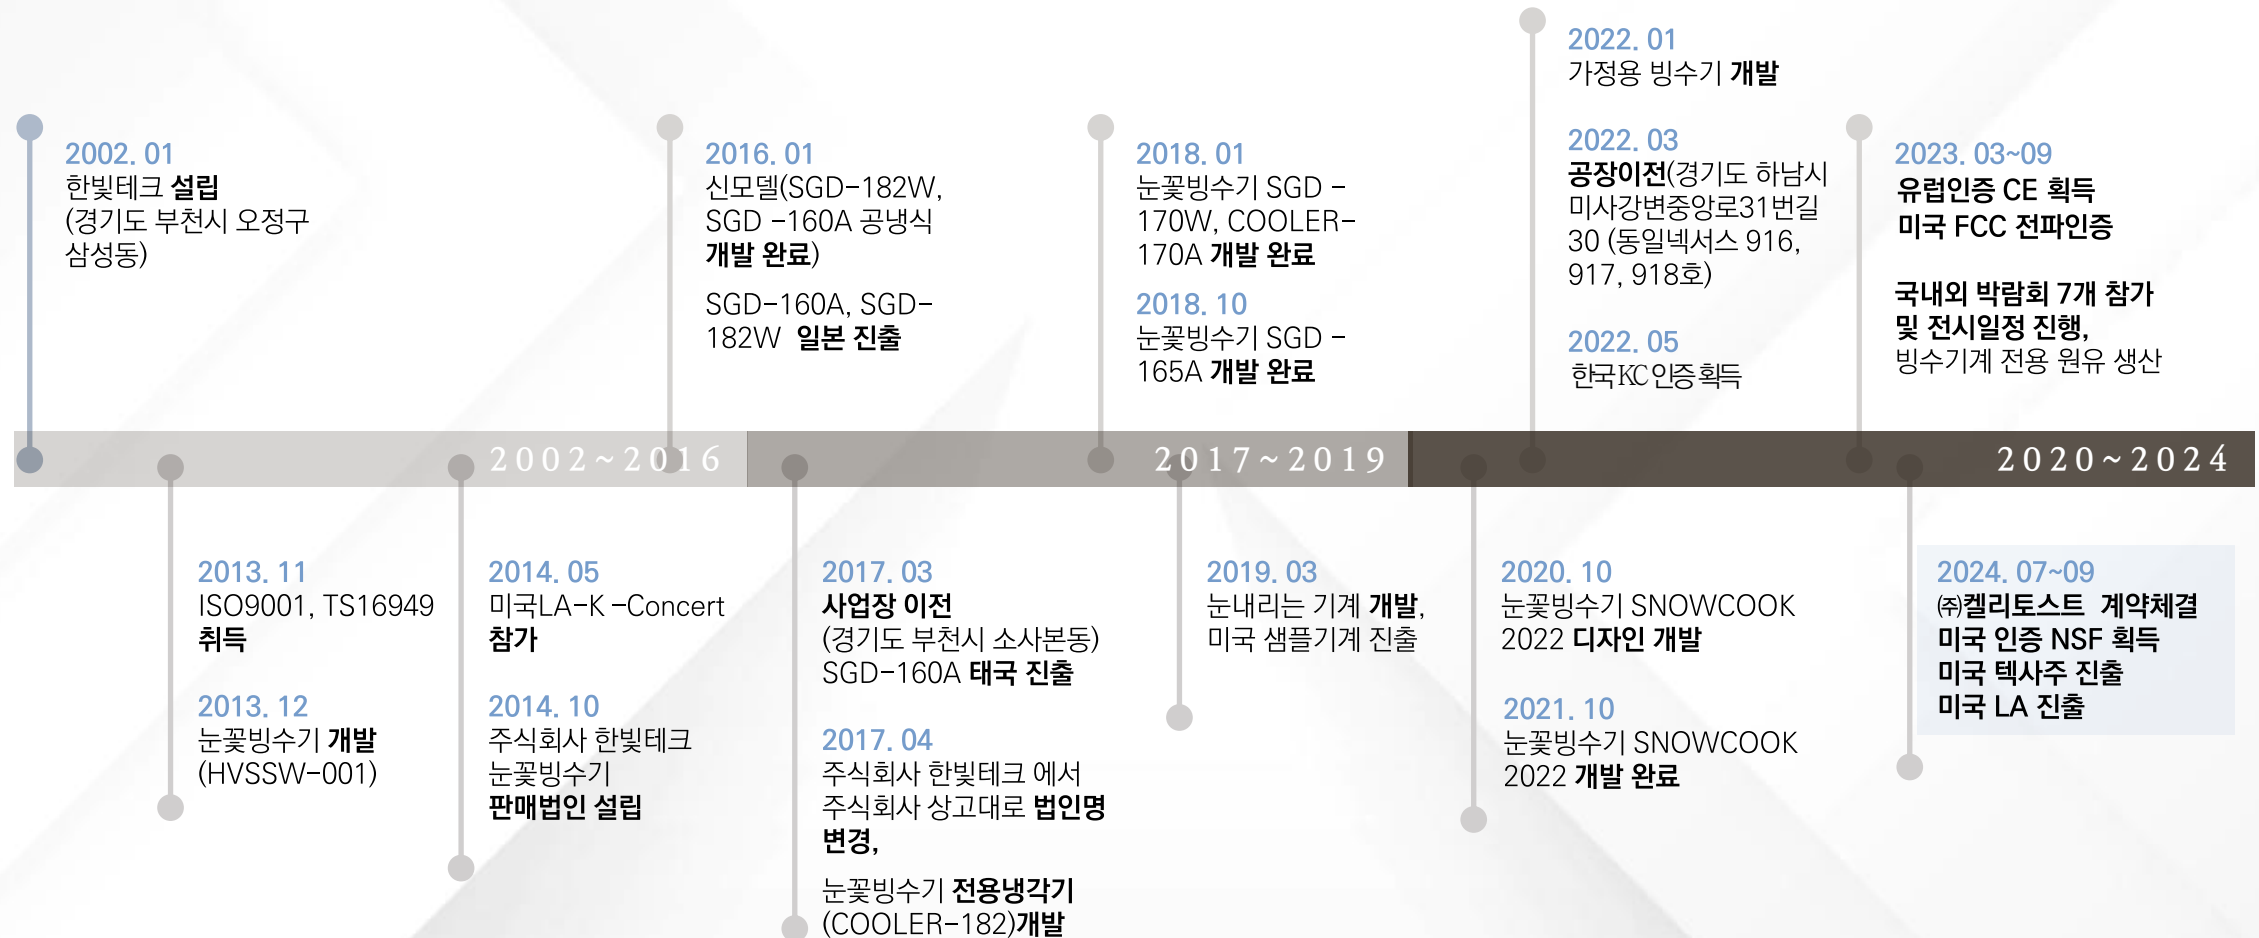 2002. 01
한빛테크 설립
(경기도 부천시 오정구
삼성동)
2016. 01
신모델(SGD-182W,
SGD -160A 공냉식
개발 완료)
SGD-160A, SGD-
182W 일본 진출
2018. 01
눈꽃빙수기 SGD -
170W, COOLER-
170A 개발 완료
2018. 10
눈꽃빙수기 SGD -
165A 개발 완료
2022. 01
가정용 빙수기 개발
2022. 03
공장이전(경기도 하남시
미사강변중앙로31번길
30 (동일넥서스 916,
917, 918호)
2022. 05
한국 KC 인증 획득
2023. 03~09
유럽인증 CE 획득
미국 FCC 전파인증
국내외 박람회 7개 참가
및 전시일정 진행,
빙수기계 전용 원유 생산
2002~2016
2017~2019
2020~2024
2013. 11
ISO9001, TS16949
취득
2013. 12
눈꽃빙수기 개발
(HVSSW-001)
2014. 05
미국LA-K -Concert
참가
2014. 10
주식회사 한빛테크
눈꽃빙수기
판매법인 설립
2017. 03
사업장 이전
(경기도 부천시 소사본동)
SGD-160A 태국 진출
2017. 04
주식회사 한빛테크 에서
주식회사 상고대로 법인명
변경,
눈꽃빙수기 전용냉각기
(COOLER-182)개발
2019. 03
눈내리는 기계 개발,
미국 샘플기계 진출
2020. 10
눈꽃빙수기 SNOWCOOK
2022 디자인 개발
2021. 10
눈꽃빙수기 SNOWCOOK
2022 개발 완료
2024. 07~09
㈜켈리토스트 계약체결
미국 인증 NSF 획득
미국 텍사주 진출
미국 LA 진출